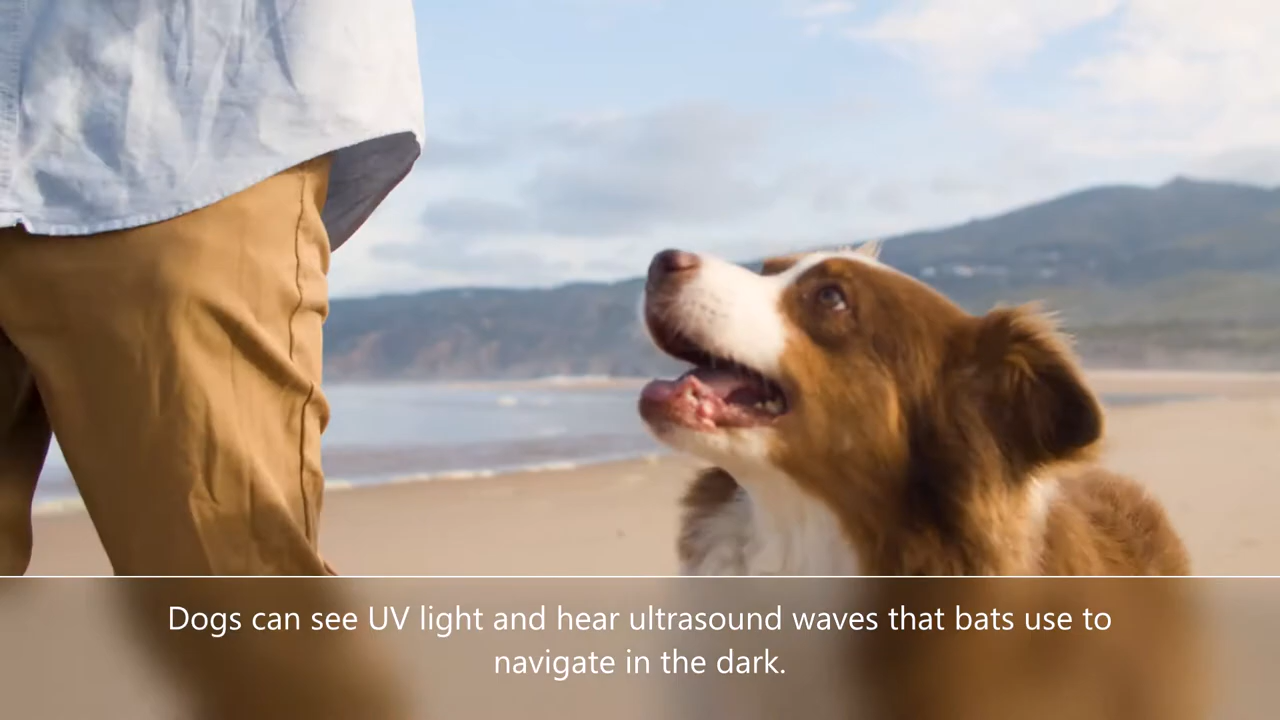 Dogs can see UV light and hear ultrasound waves that bats use to
navigate in the dark.